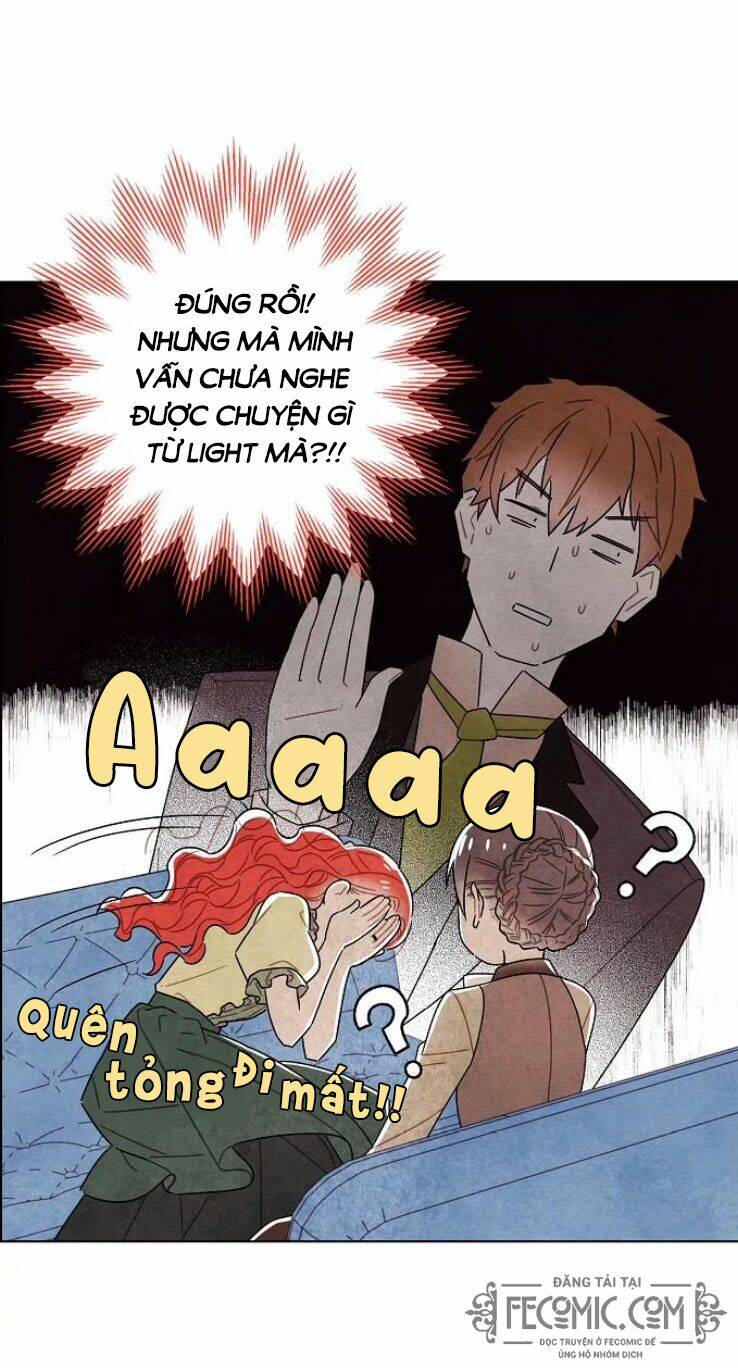 ĐÚNG RỒI!
NHƯNG MÀ MÌNH
VẪN CHƯA NGHE
ĐƯỢC CHUYỆN GÌ
TỪ LIGHT MÀ?!!
Aaaaa
?
?
Quên
tỏng Đi mất!!
ĐĂNG TẢI TẠI
FECOMIC.COM
ĐỌC TRUYỆN Ở FECOMIC ĐỂ
ỦNG HỘ NHÓM DỊCH